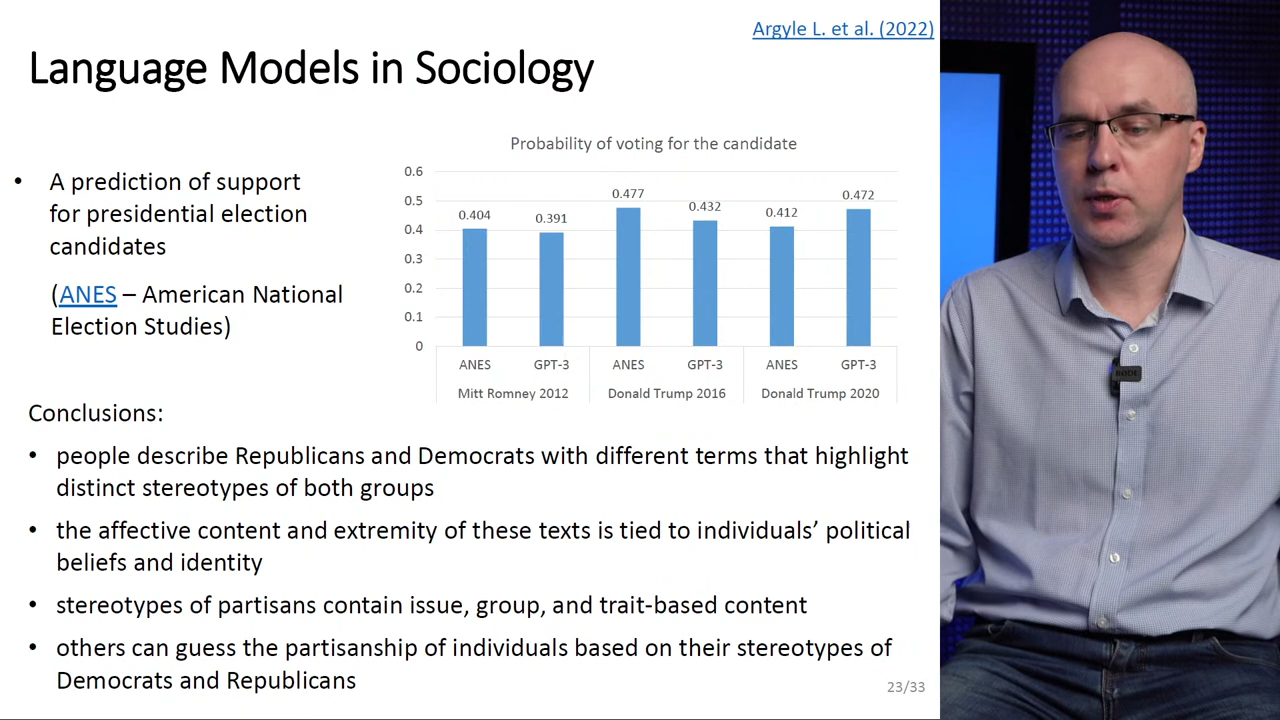 Argyle L. et al. (2022)
Language Models in Sociology
• A prediction of support
for presidential election
candidates
(ANES – American National
Election Studies)
Probability of voting for the candidate
0.6
0.5
0.4
0.3
0.2
0.1
0
0.404
0.391
0.477
0.432
0.412
0.472
ANES GPT-3 ANES GPT-3 ANES GPT-3
Mitt Romney 2012 Donald Trump 2016 Donald Trump 2020
Conclusions:
• people describe Republicans and Democrats with different terms that highlight
distinct stereotypes of both groups
• the affective content and extremity of these texts is tied to individuals’ political
beliefs and identity
• stereotypes of partisans contain issue, group, and trait-based content
• others can guess the partisanship of individuals based on their stereotypes of
Democrats and Republicans
23/33
RODE